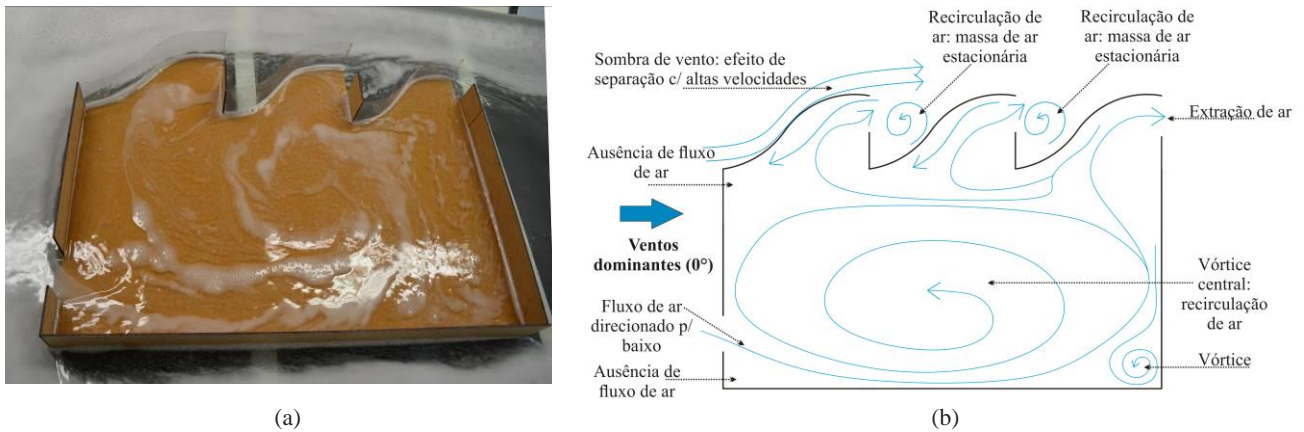 Recirculação de
ar: massa de ar
estacionária
Recirculação de
ar: massa de ar
estacionária
Sombra de vento: efeito de
separação c/ altas velocidades
Extração de ar
Ausência de fluxo
de ar
Ventos
dominantes (0°)
Vórtice
central:
recirculação
de ar
Fluxo de ar
direcionado p/
baixo
Ausência de
fluxo de ar
Vórtice
(a)
(b)